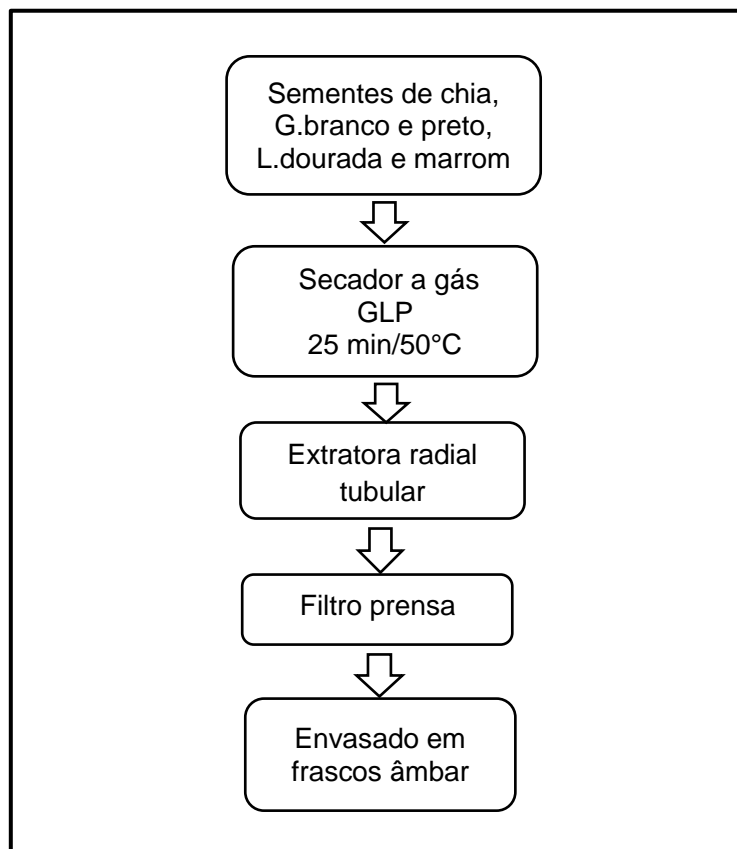 Sementes de chia,
G.branco e preto,
L.dourada e marrom
Secador a gás
GLP
25 min/50°C
Extratora radial
tubular
Filtro prensa
Envasado em
frascos âmbar